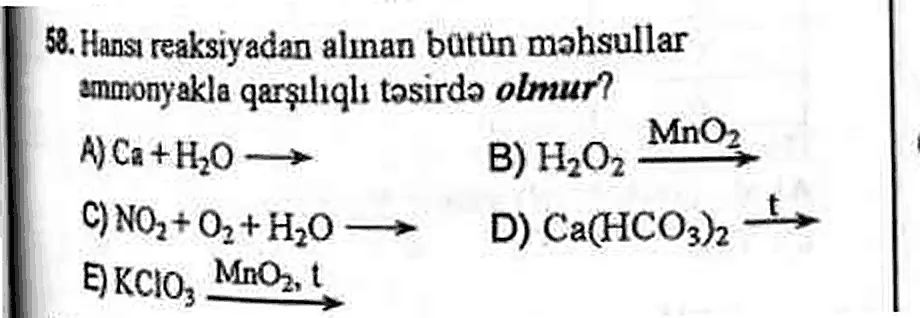 58. Hansı reaksiyadan alınan bütün məhsullar
ammonyakla qarşılıqlı təsirdə olmur?
A) Ca + H₂O ⟶ B) H₂O₂ MnO₂⟶
C) NO₂ + O₂ + H₂O ⟶ D) Ca(HCO₃)₂ t⟶
E) KClO₃ MnO₂, t⟶